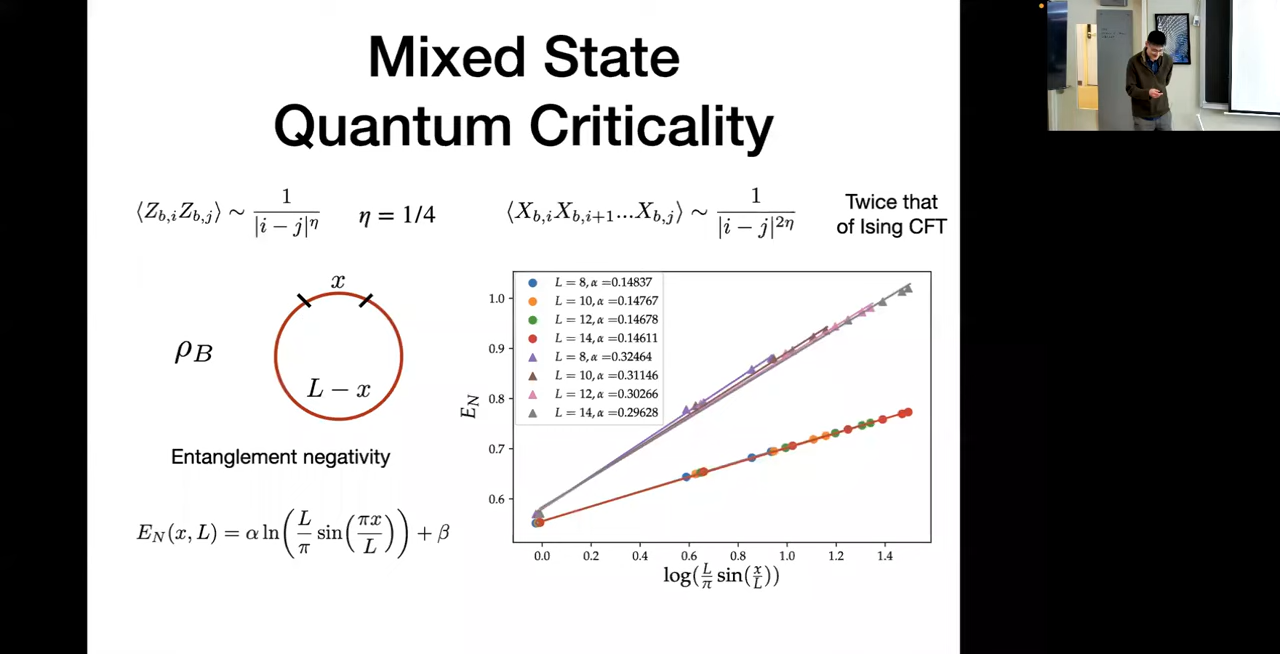 Mixed State
Quantum Criticality
⟨Z_{b,i}Z_{b,j}⟩ ∼ 1/|i − j|^η
η = 1/4
⟨X_{b,i}X_{b,i+1}...X_{b,j}⟩ ∼ 1/|i − j|^{2η}
Twice that
of Ising CFT
x
ρ_B
L − x
Entanglement negativity
E_N(x, L) = α ln(L/π sin(πx/L)) + β
L = 8, α =0.14837
L = 10, α =0.14767
L = 12, α =0.14678
L = 14, α =0.14611
L = 8, α =0.32464
L = 10, α =0.31146
L = 12, α =0.30266
L = 14, α =0.29628
E_N
1.0
0.9
0.8
0.7
0.6
0.0 0.2 0.4 0.6 0.8 1.0 1.2 1.4
log(L/π sin(x/L))